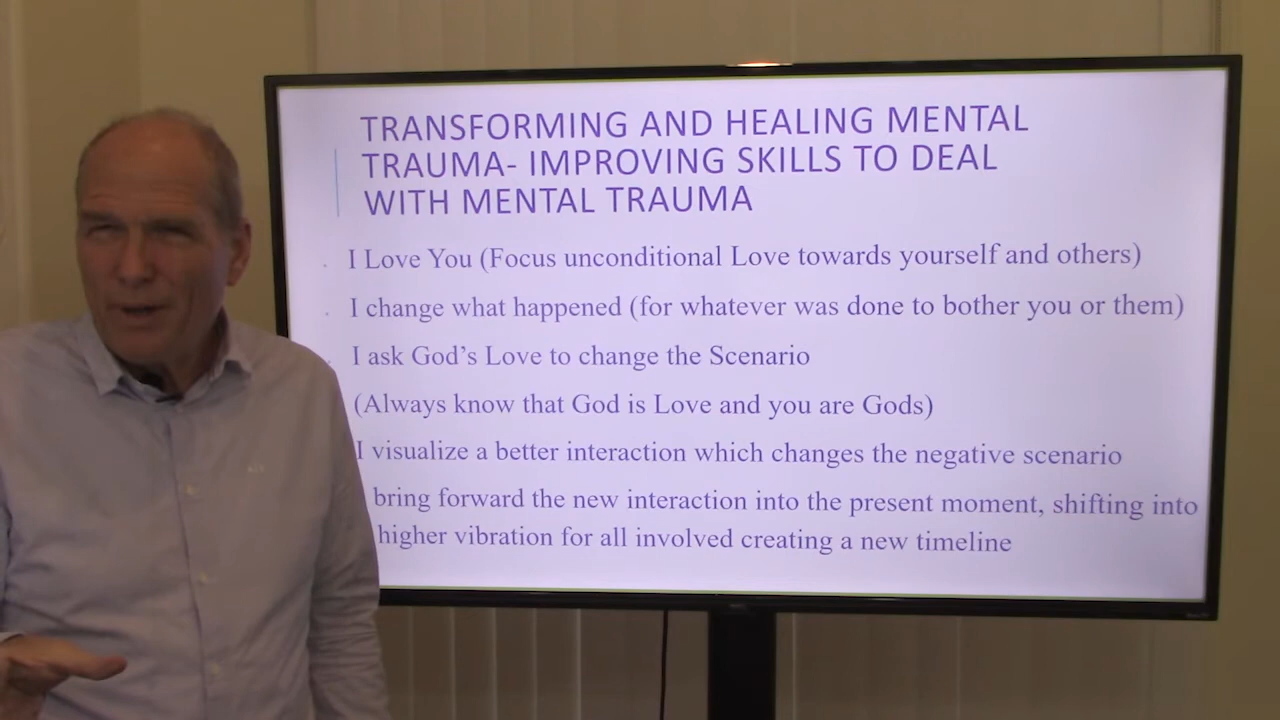 TRANSFORMING AND HEALING MENTAL
TRAUMA- IMPROVING SKILLS TO DEAL
WITH MENTAL TRAUMA
I Love You (Focus unconditional Love towards yourself and others)
I change what happened (for whatever was done to bother you or them)
I ask God's Love to change the Scenario
(Always know that God is Love and you are Gods)
I visualize a better interaction which changes the negative scenario
bring forward the new interaction into the present moment, shifting into
higher vibration for all involved creating a new timeline